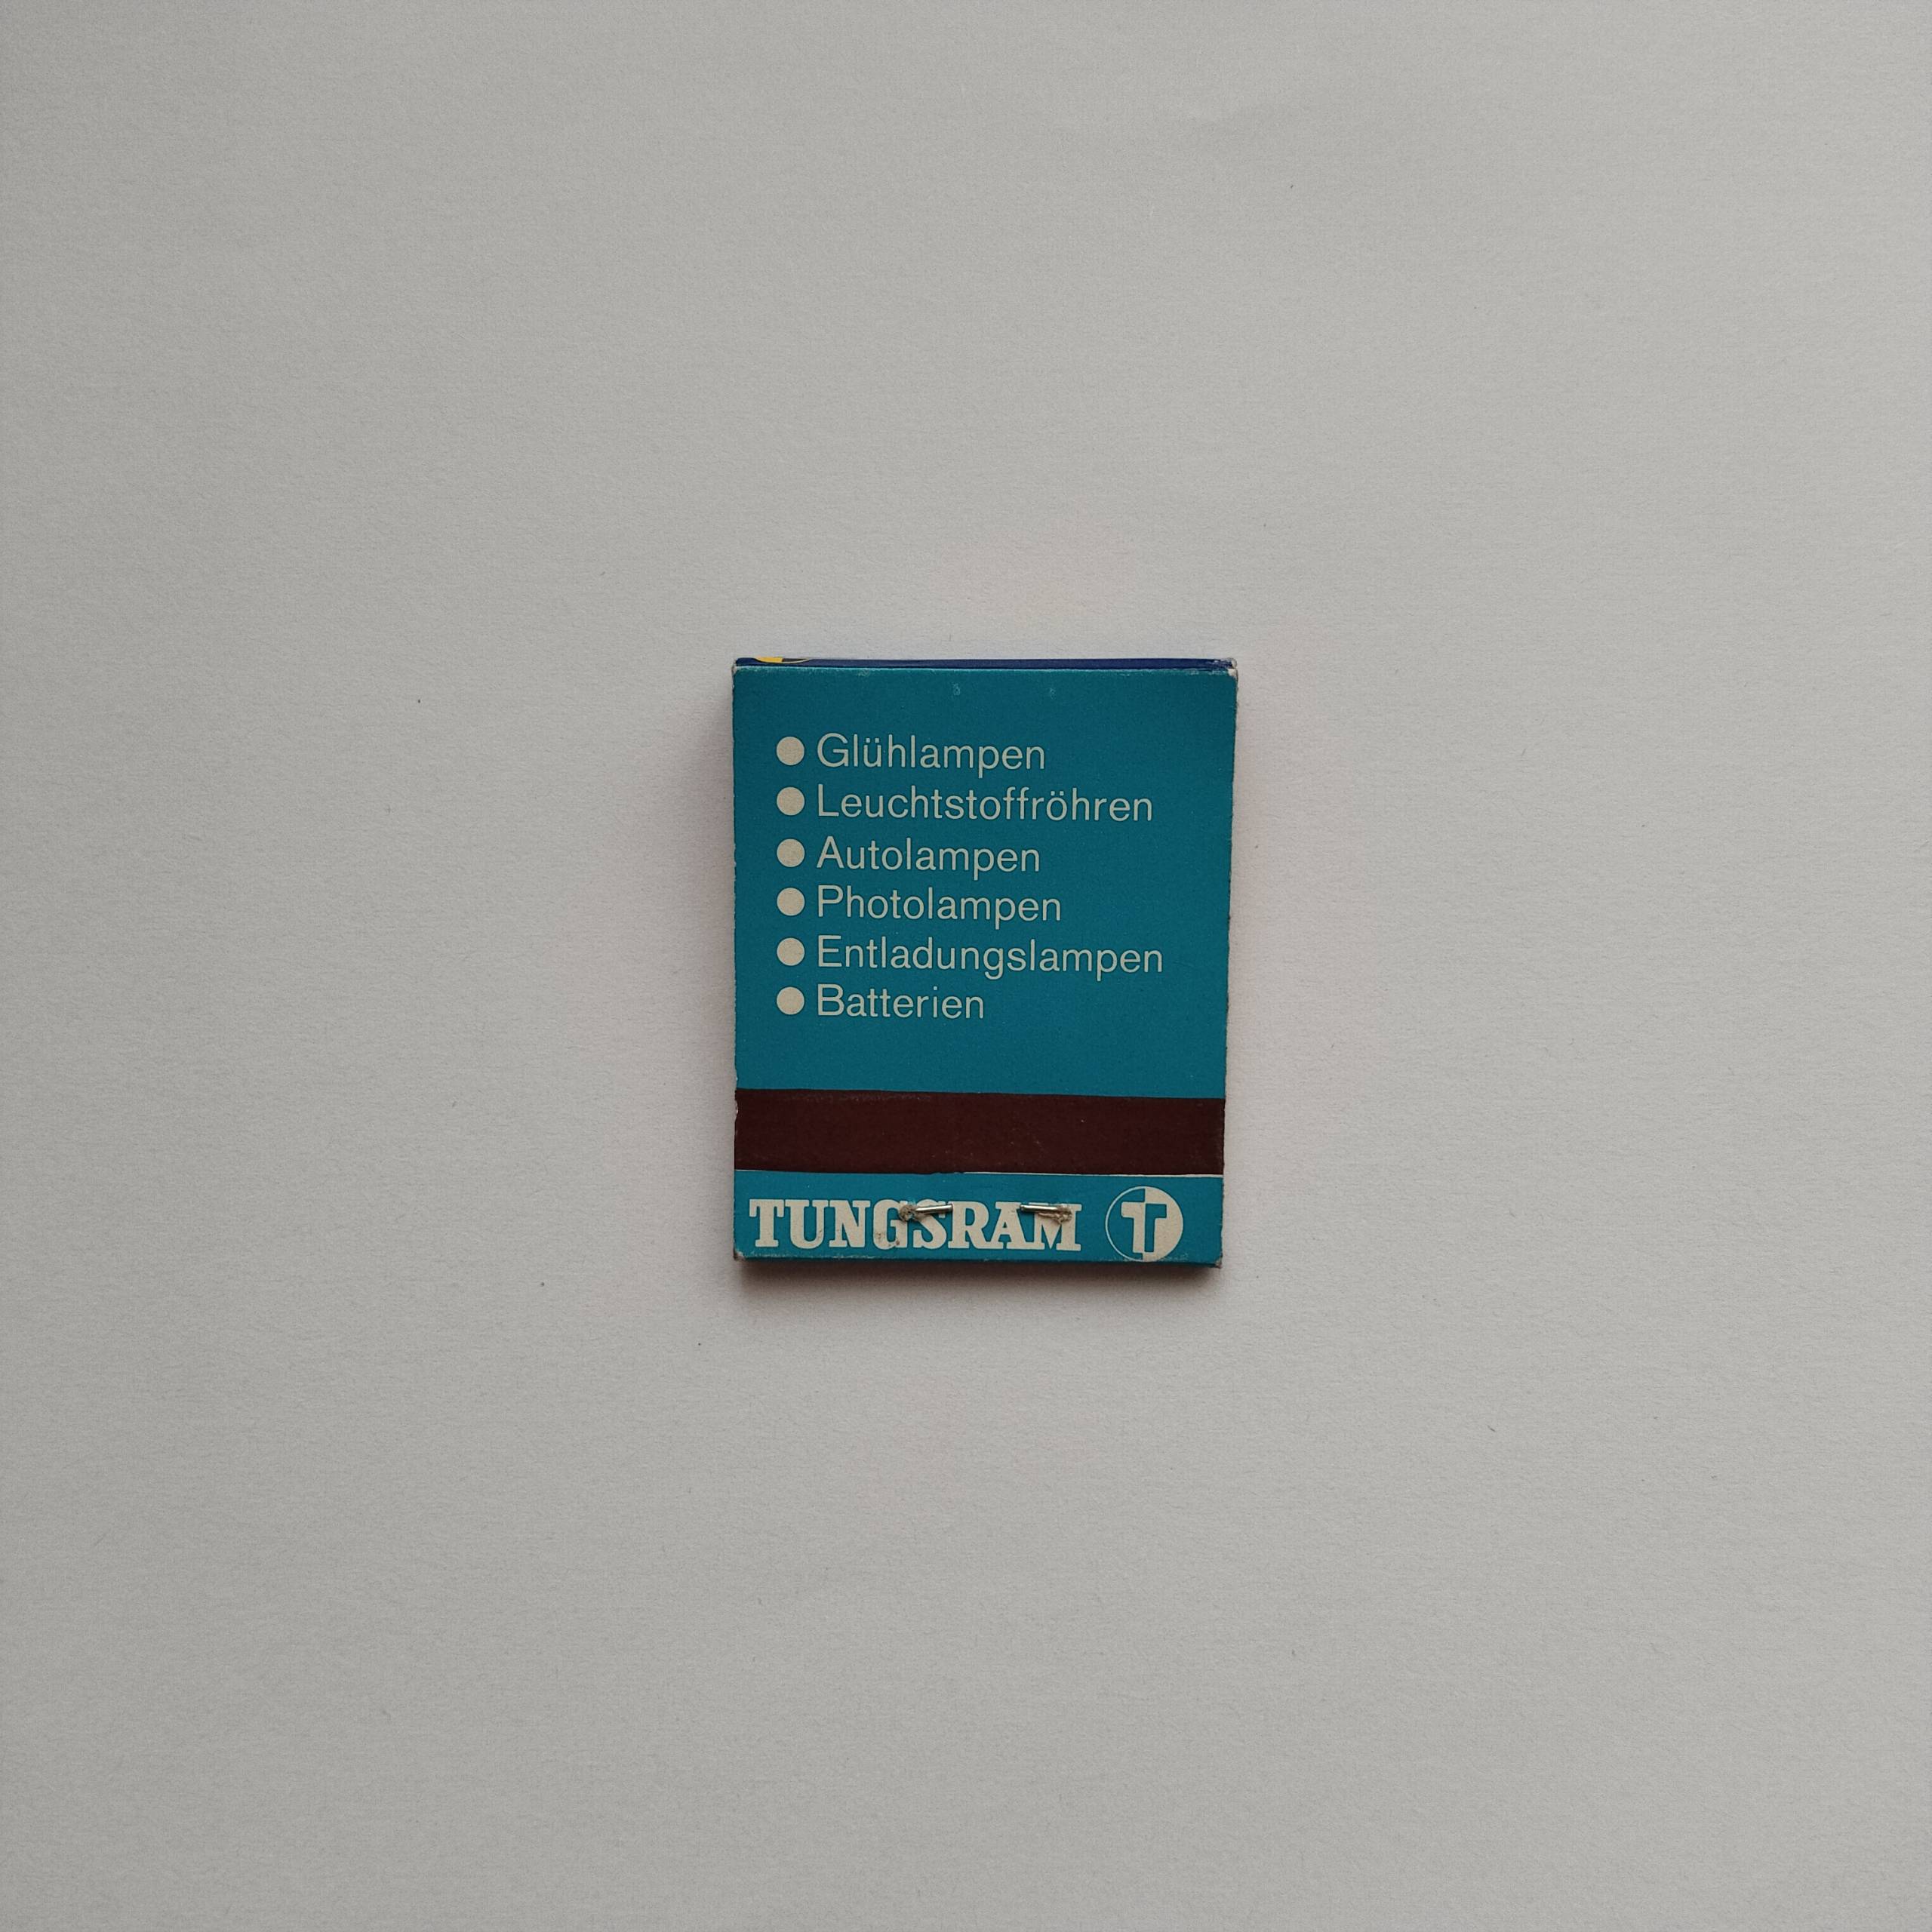 ● Glühlampen
● Leuchtstoffröhren
● Autolampen
● Photolampen
● Entladungslampen
● Batterien
TUNGSRAM T